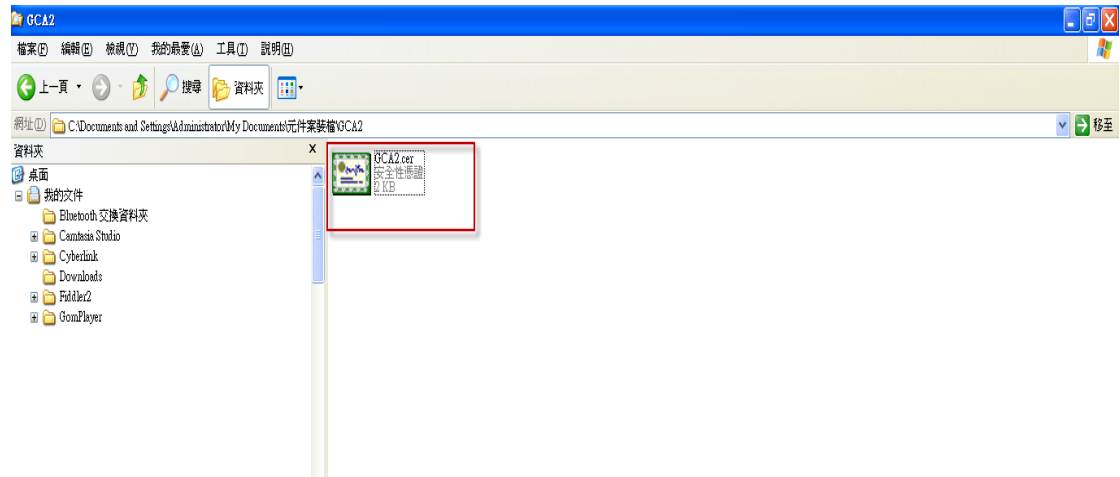 GCA2
檔案(F) 編輯(E) 檢視(V) 我的最愛(A) 工具(T) 說明(H)
上一頁 搜尋 資料夾
網址(D) C:\Documents and Settings\Administrator\My Documents\元件案裝檔\GCA2 移至
資料夾 x
桌面
我的文件
Bluetooth 交換資料夾
Camtasia Studio
Cyberlink
Downloads
Fiddler2
GomPlayer
GCA2.cer
安全性憑證
2 KB